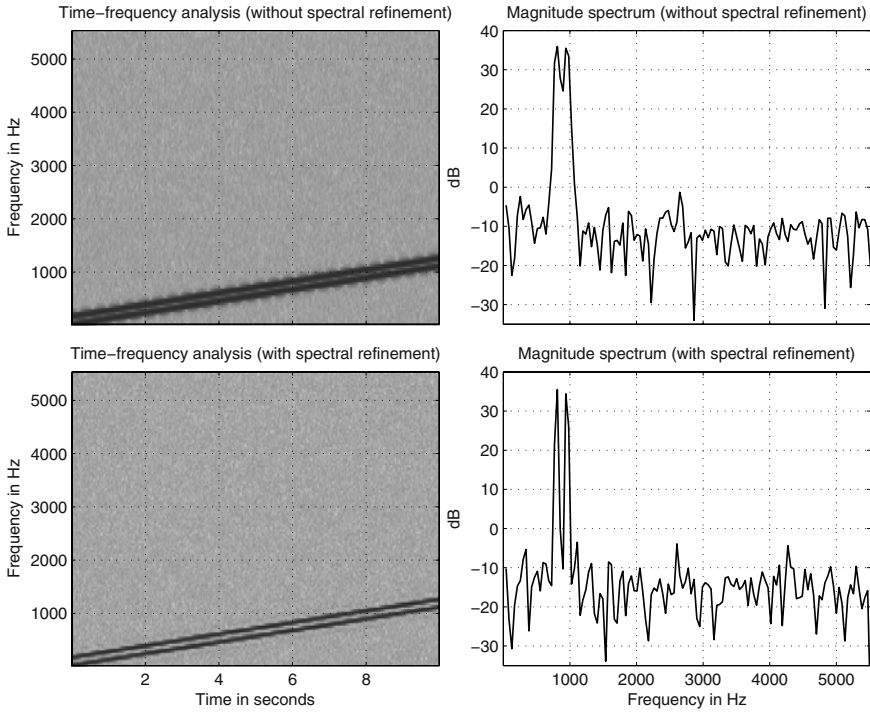 Time−frequency analysis (without spectral refinement)
Magnitude spectrum (without spectral refinement)
5000
4000
3000
2000
1000
Frequency in Hz
40
30
20
10
0
−10
−20
−30
dB
Time−frequency analysis (with spectral refinement)
Magnitude spectrum (with spectral refinement)
5000
4000
3000
2000
1000
Frequency in Hz
2 4 6 8
Time in seconds
40
30
20
10
0
−10
−20
−30
dB
1000 2000 3000 4000 5000
Frequency in Hz